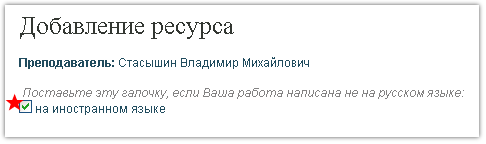 Добавление ресурса
Преподаватель: Стасышин Владимир Михайлович
Поставьте эту галочку, если Ваша работа написана не на русском языке:
на иностранном языке